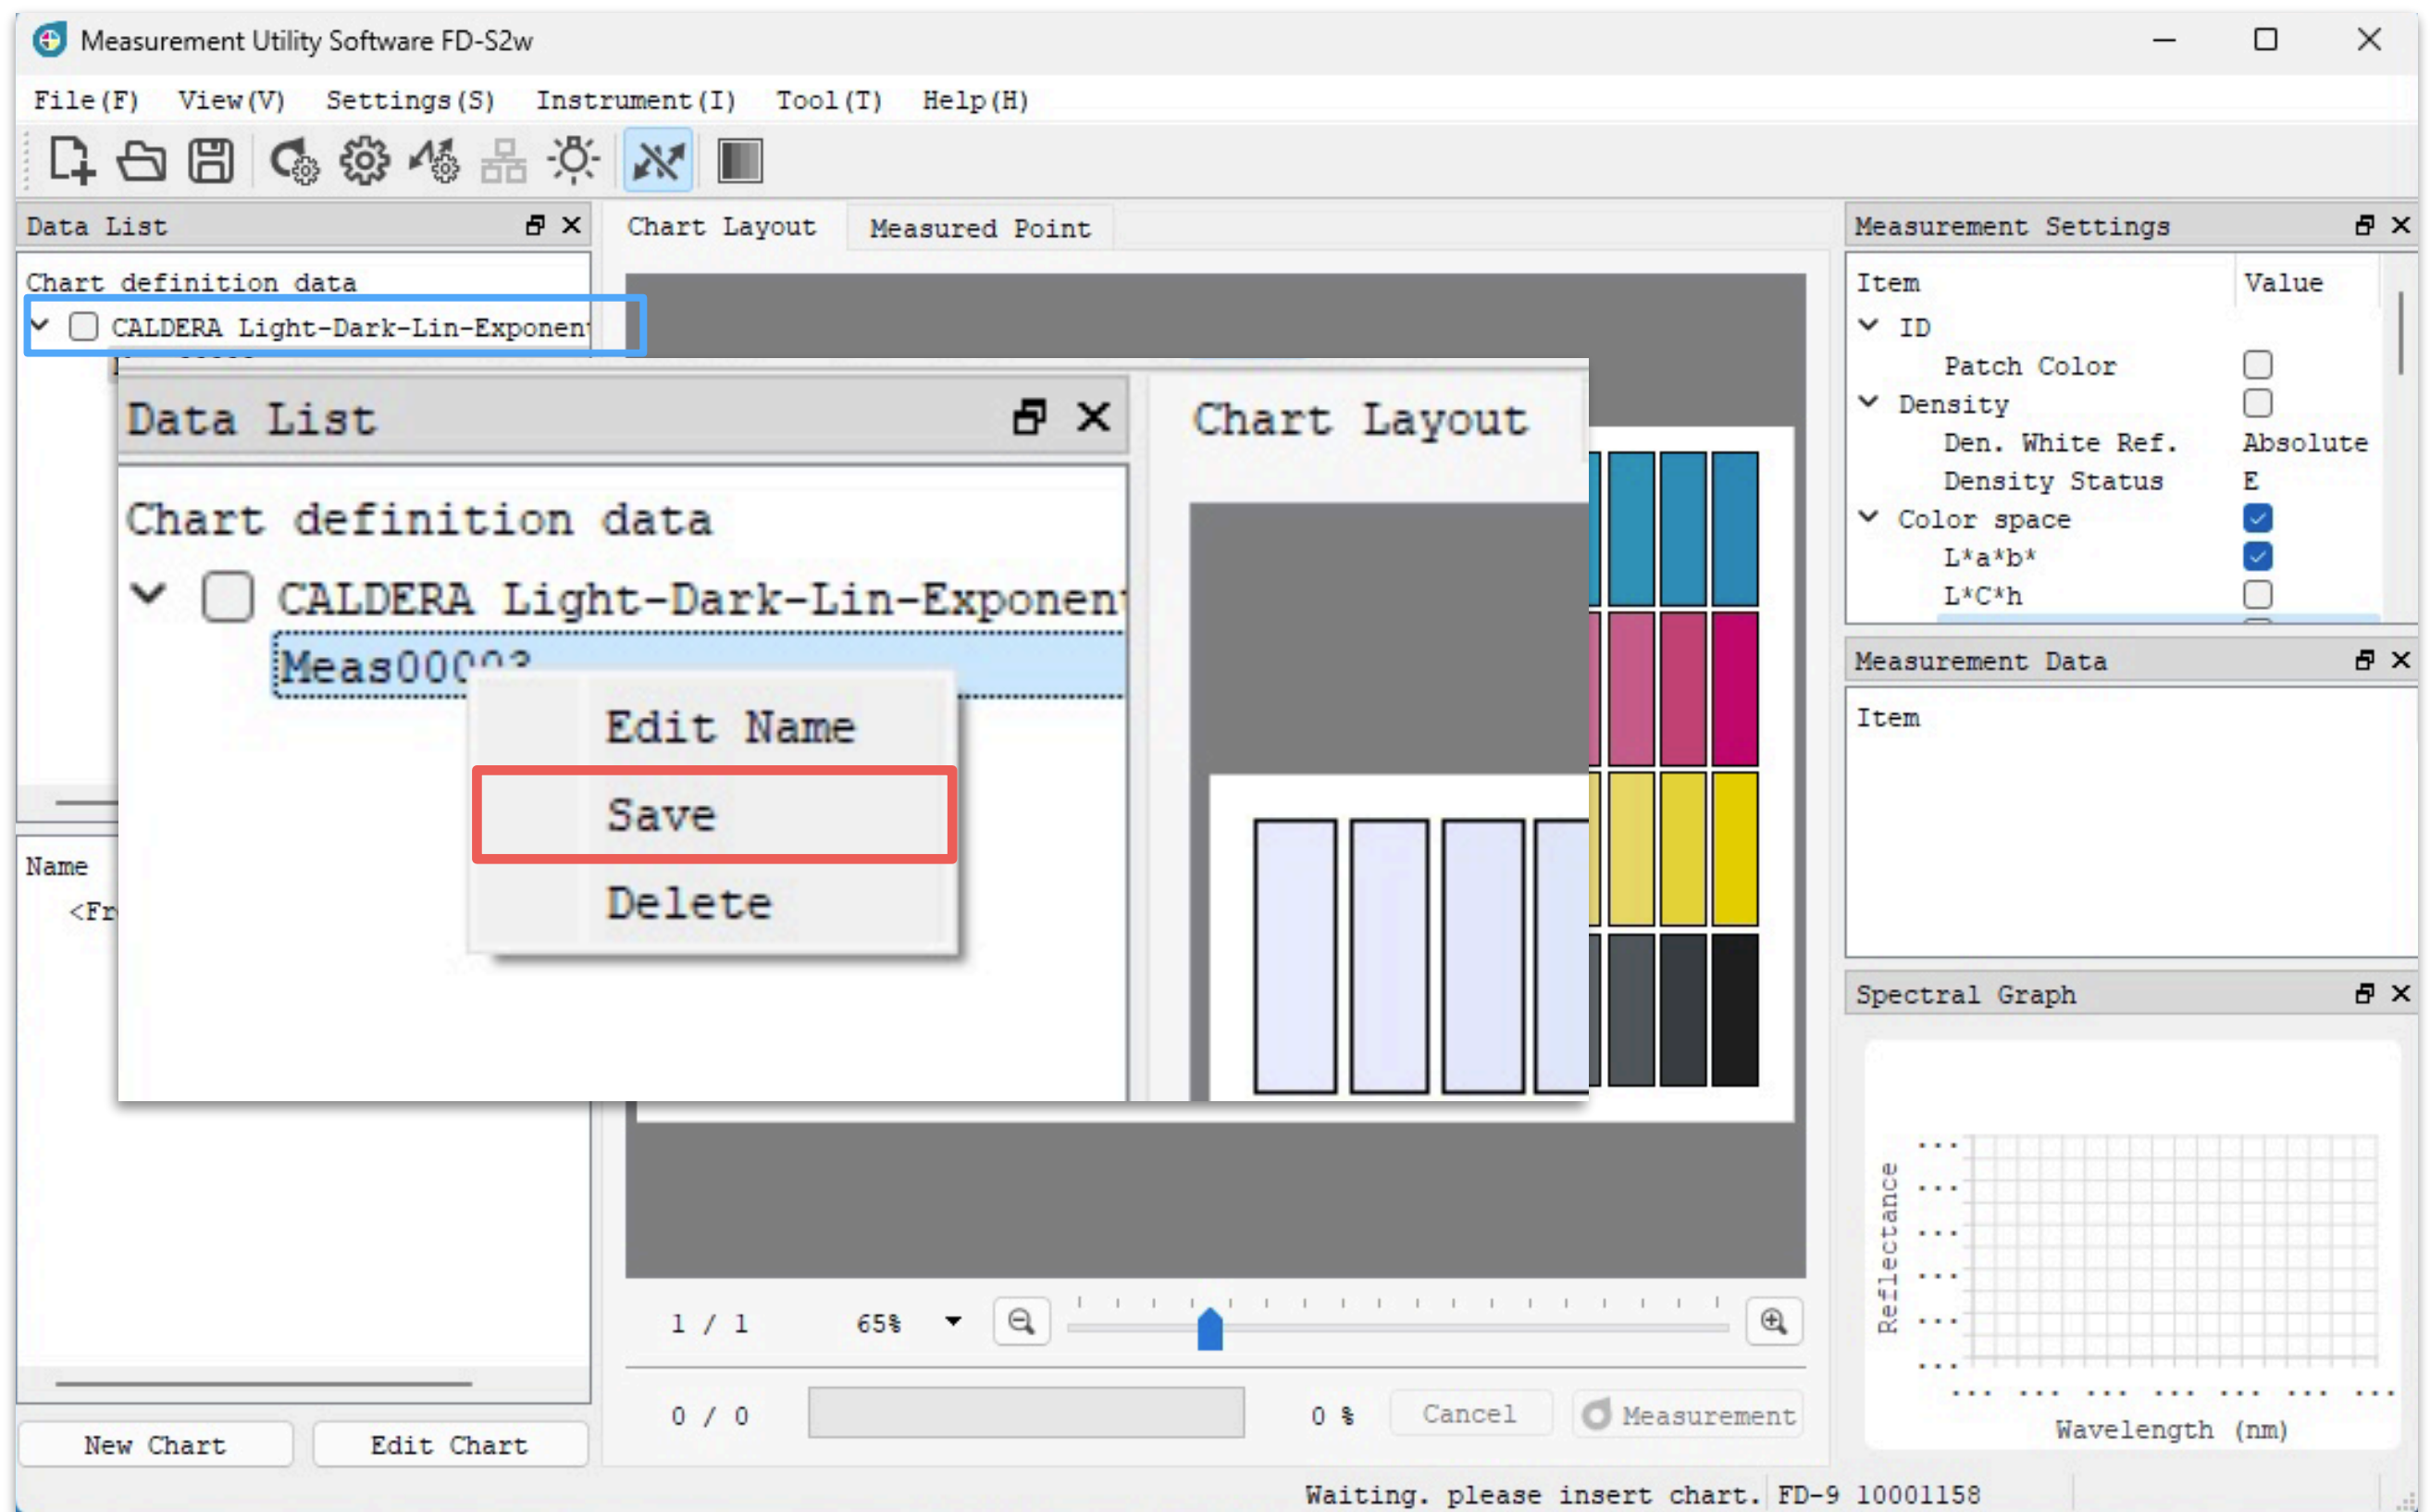 Measurement Utility Software FD-S2w
File(F) View(V) Settings(S) Instrument(I) Tool(T) Help(H)
Data List
Chart definition data
CALDERA Light-Dark-Lin-Exponen
Data List
Chart definition data
CALDERA Light-Dark-Lin-Exponen
Meas00003
Edit Name
Save
Delete
Name
<Fr
New Chart Edit Chart
Chart Layout Measured Point
Chart Layout
1 / 1 65%
0 / 0 0 % Cancel Measurement
Measurement Settings
Item Value
ID
Patch Color
Density
Den. White Ref. Absolute
Density Status E
Color space
L*a*b*
L*C*h
Measurement Data
Item
Spectral Graph
Reflectance
... ... ... ... ... ...
... ... ... ... ... ... ...
Wavelength (nm)
Waiting. please insert chart. FD-9 10001158